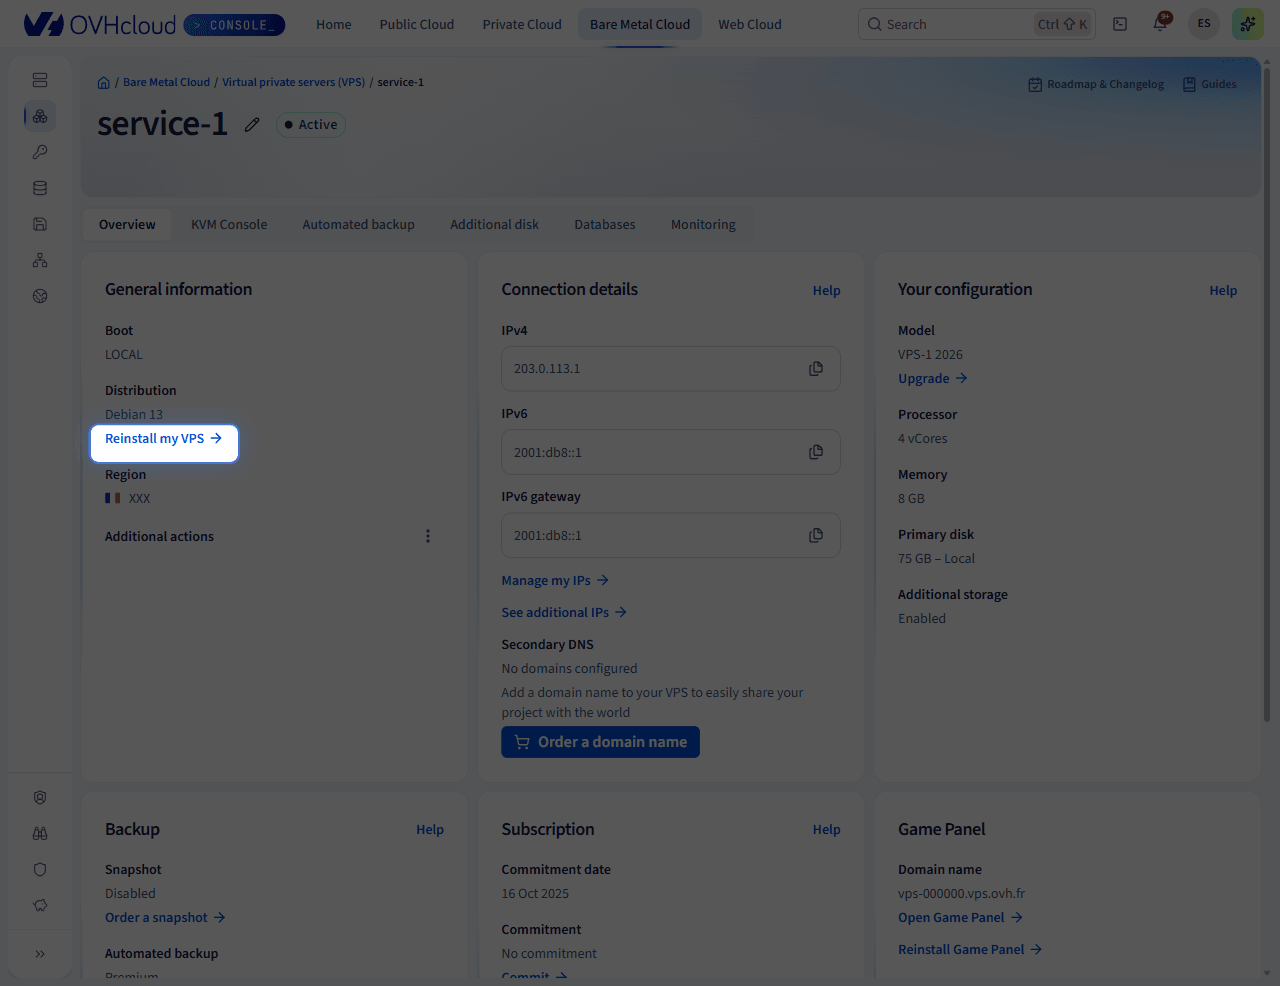 OVHcloud > CONSOLE_
Home
Public Cloud
Private Cloud
Bare Metal Cloud
Web Cloud
Search
Ctrl K
9+
ES
/ Bare Metal Cloud / Virtual private servers (VPS) / service-1
Roadmap & Changelog
Guides
service-1
Active
Overview
KVM Console
Automated backup
Additional disk
Databases
Monitoring
General information
Boot
LOCAL
Distribution
Debian 13
Reinstall my VPS →
Region
XXX
Additional actions
Connection details
Help
IPv4
203.0.113.1
IPv6
2001:db8::1
IPv6 gateway
2001:db8::1
Manage my IPs →
See additional IPs →
Secondary DNS
No domains configured
Add a domain name to your VPS to easily share your
project with the world
Order a domain name
Your configuration
Help
Model
VPS-1 2026
Upgrade →
Processor
4 vCores
Memory
8 GB
Primary disk
75 GB – Local
Additional storage
Enabled
Backup
Help
Snapshot
Disabled
Order a snapshot →
Automated backup
Premium
Subscription
Help
Commitment date
16 Oct 2025
Commitment
No commitment
Commit →
Game Panel
Domain name
vps-000000.vps.ovh.fr
Open Game Panel →
Reinstall Game Panel →